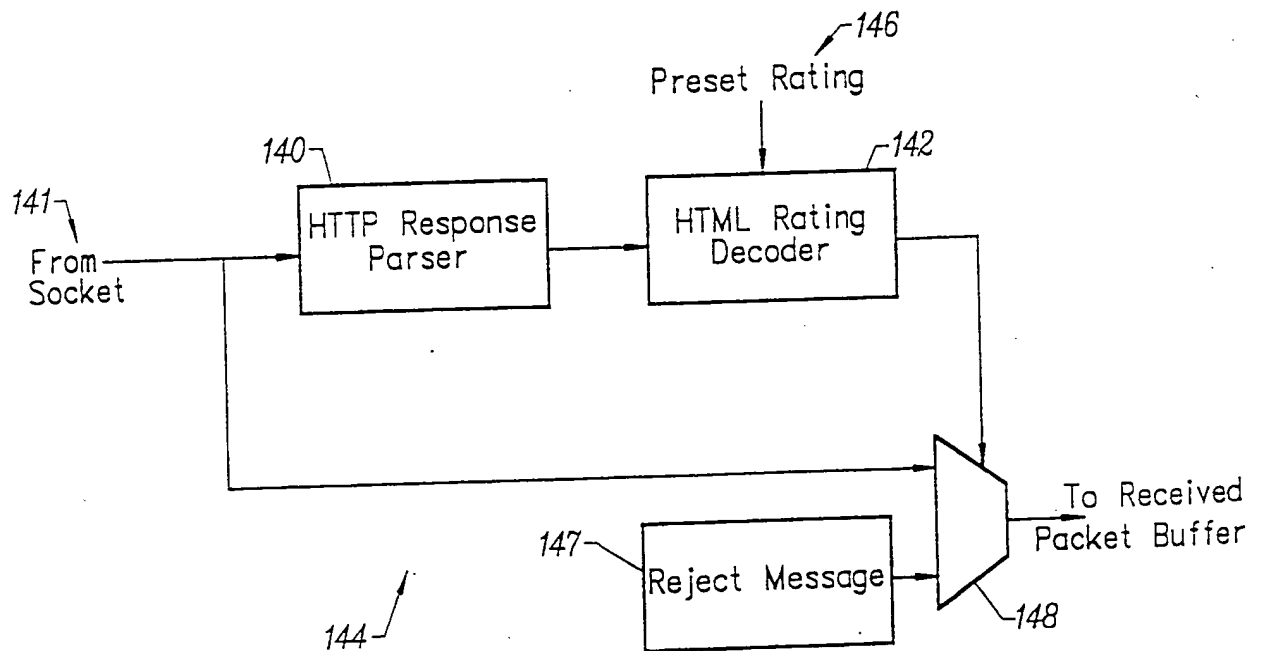 146
Preset Rating
140
142
141
HTTP Response
Parser
HTML Rating
Decoder
From
Socket
To Received
Packet Buffer
147
Reject Message
148
144